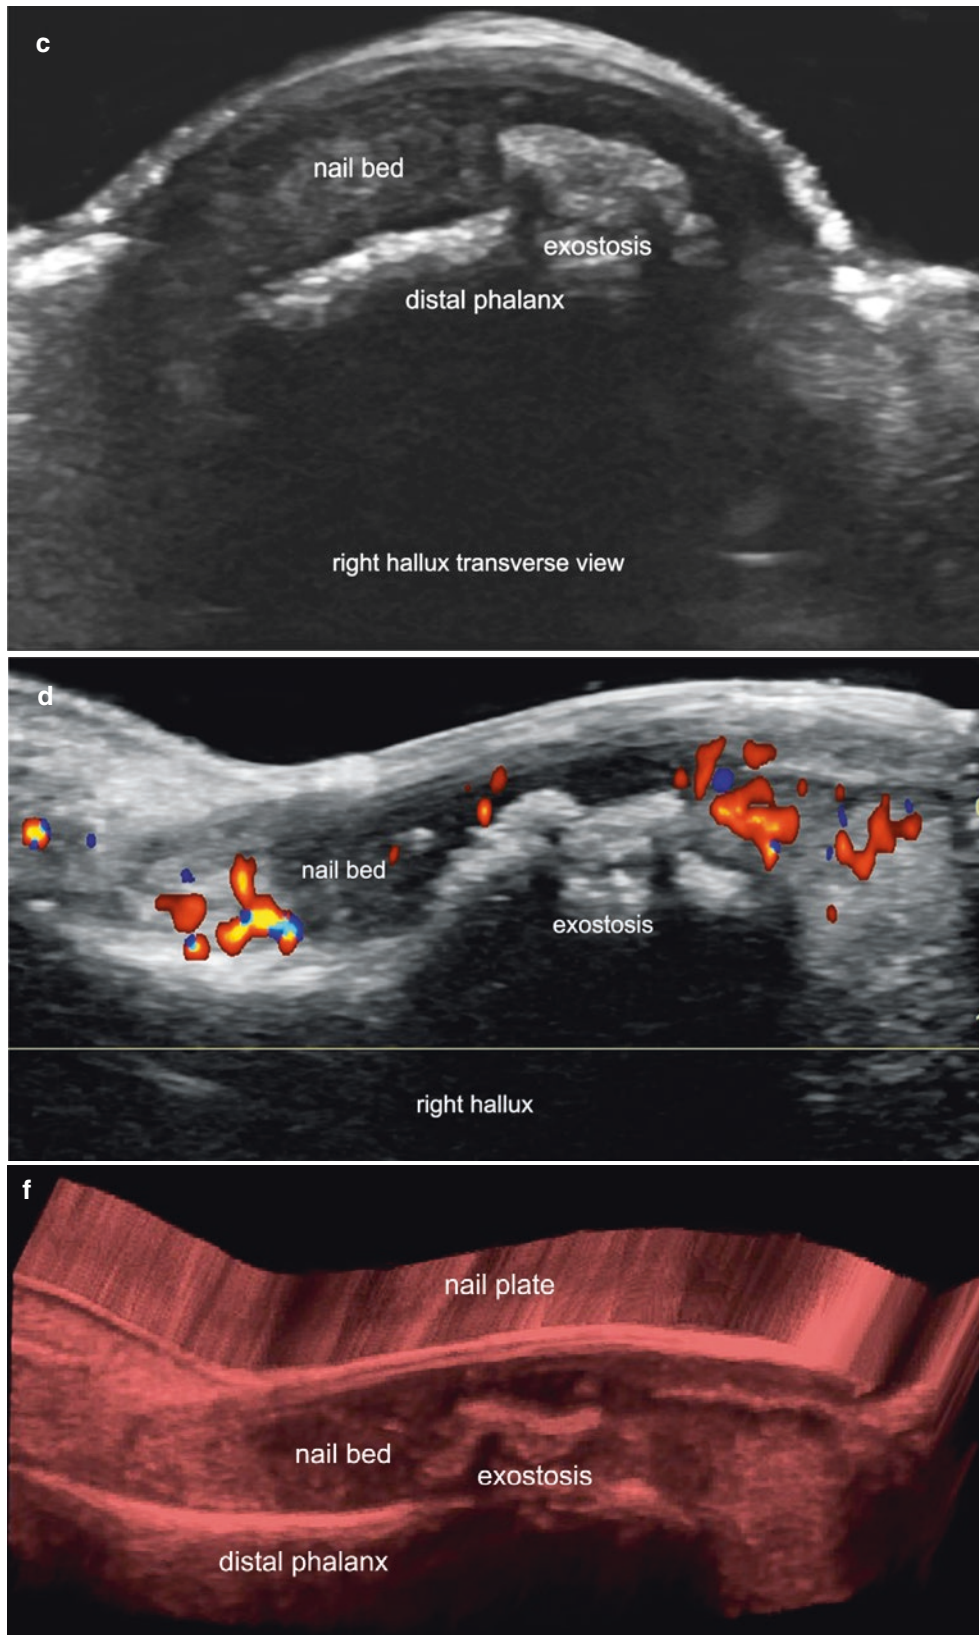 c
nail bed
exostosis
distal phalanx
right hallux transverse view
d
nail bed
exostosis
right hallux
f
nail plate
nail bed
exostosis
distal phalanx